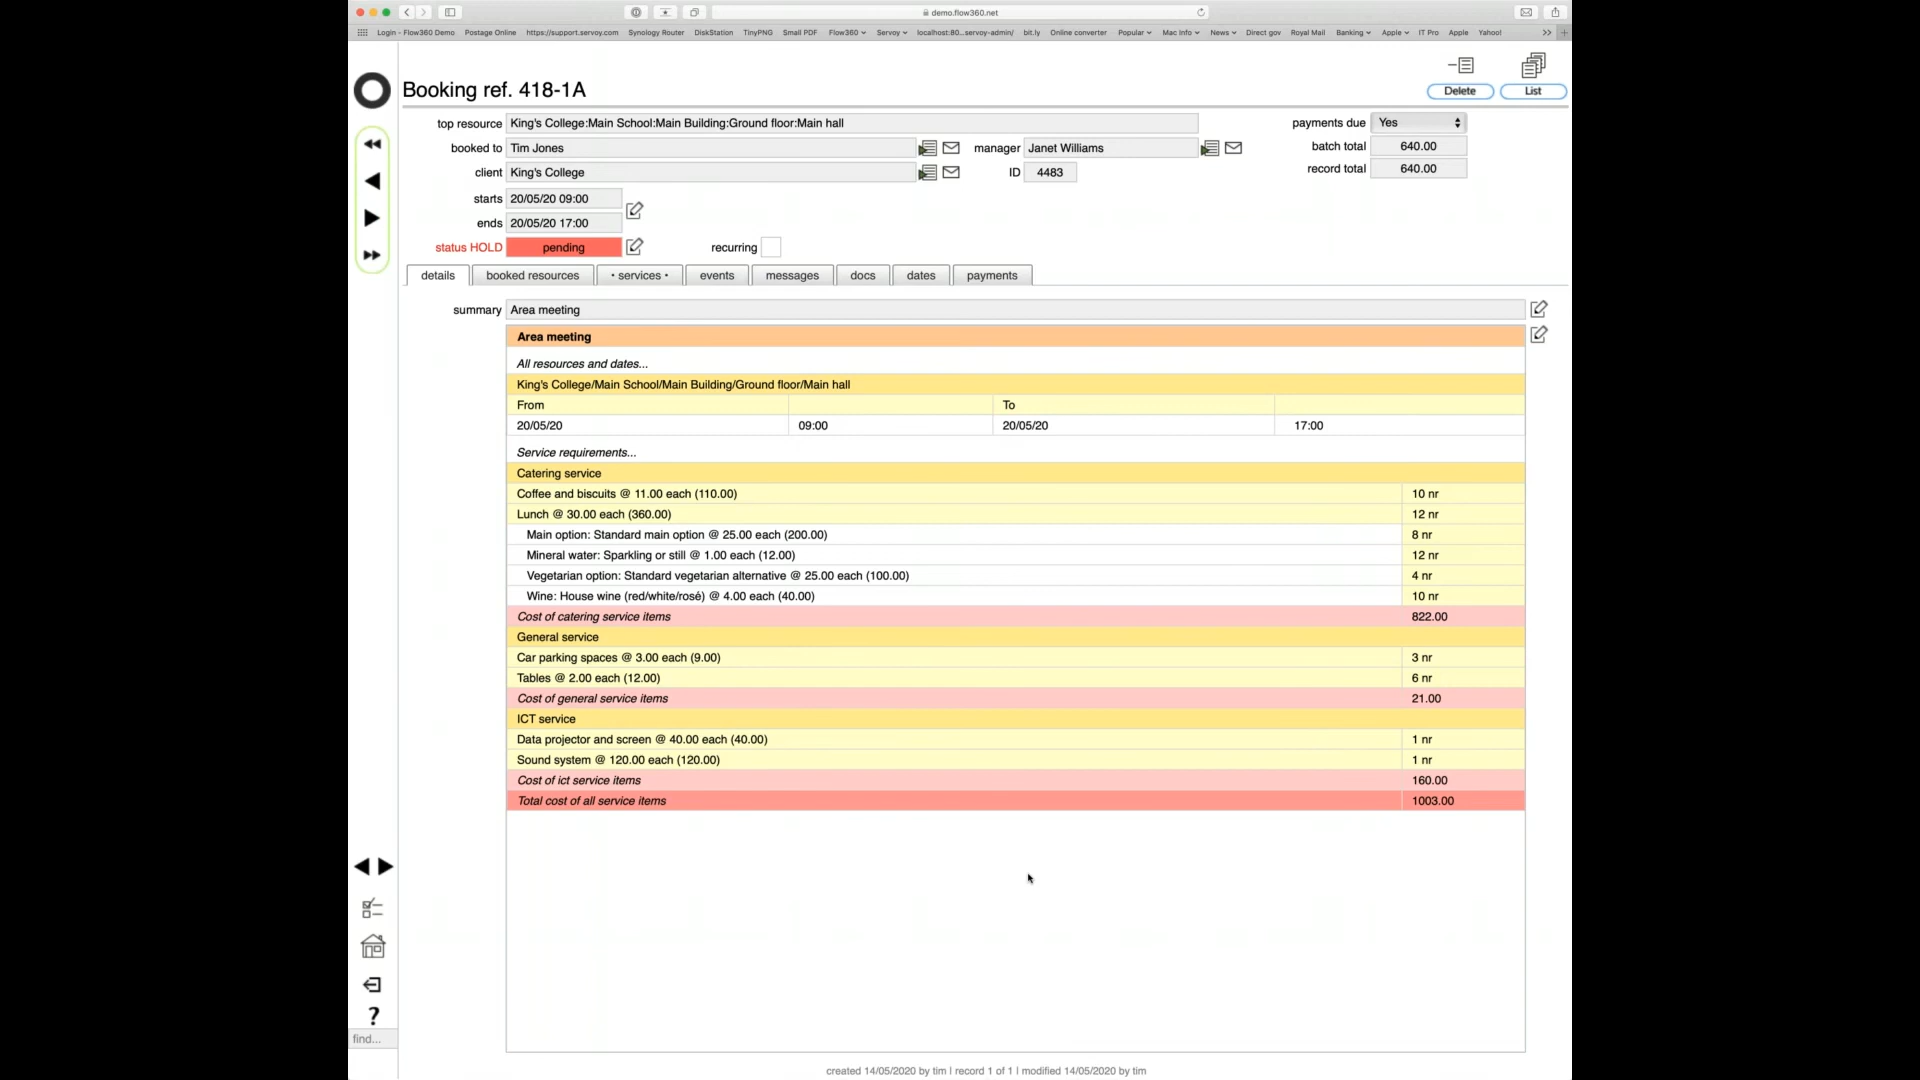 demo.flow360.net
Login - Flow360 Demo Postage Online https://support.servoy.com Synology Router DiskStation TinyPNG Small PDF Flow360 Servoy localhost:80...servoy-admin/ bit.ly Online converter Popular Mac Info News Direct gov Royal Mail Banking Apple IT Pro Apple Yahoo!
Booking ref. 418-1A
Delete List
top resource King's College:Main School:Main Building:Ground floor:Main hall payments due Yes
booked to Tim Jones manager Janet Williams batch total 640.00
client King's College ID 4483 record total 640.00
starts 20/05/20 09:00
ends 20/05/20 17:00
status HOLD pending recurring
details booked resources • services • events messages docs dates payments
summary Area meeting
Area meeting
All resources and dates...
King's College/Main School/Main Building/Ground floor/Main hall
From To
20/05/20 09:00 20/05/20 17:00
Service requirements...
Catering service
Coffee and biscuits @ 11.00 each (110.00) 10 nr
Lunch @ 30.00 each (360.00) 12 nr
Main option: Standard main option @ 25.00 each (200.00) 8 nr
Mineral water: Sparkling or still @ 1.00 each (12.00) 12 nr
Vegetarian option: Standard vegetarian alternative @ 25.00 each (100.00) 4 nr
Wine: House wine (red/white/rosé) @ 4.00 each (40.00) 10 nr
Cost of catering service items 822.00
General service
Car parking spaces @ 3.00 each (9.00) 3 nr
Tables @ 2.00 each (12.00) 6 nr
Cost of general service items 21.00
ICT service
Data projector and screen @ 40.00 each (40.00) 1 nr
Sound system @ 120.00 each (120.00) 1 nr
Cost of ict service items 160.00
Total cost of all service items 1003.00
?
find...
created 14/05/2020 by tim | record 1 of 1 | modified 14/05/2020 by tim